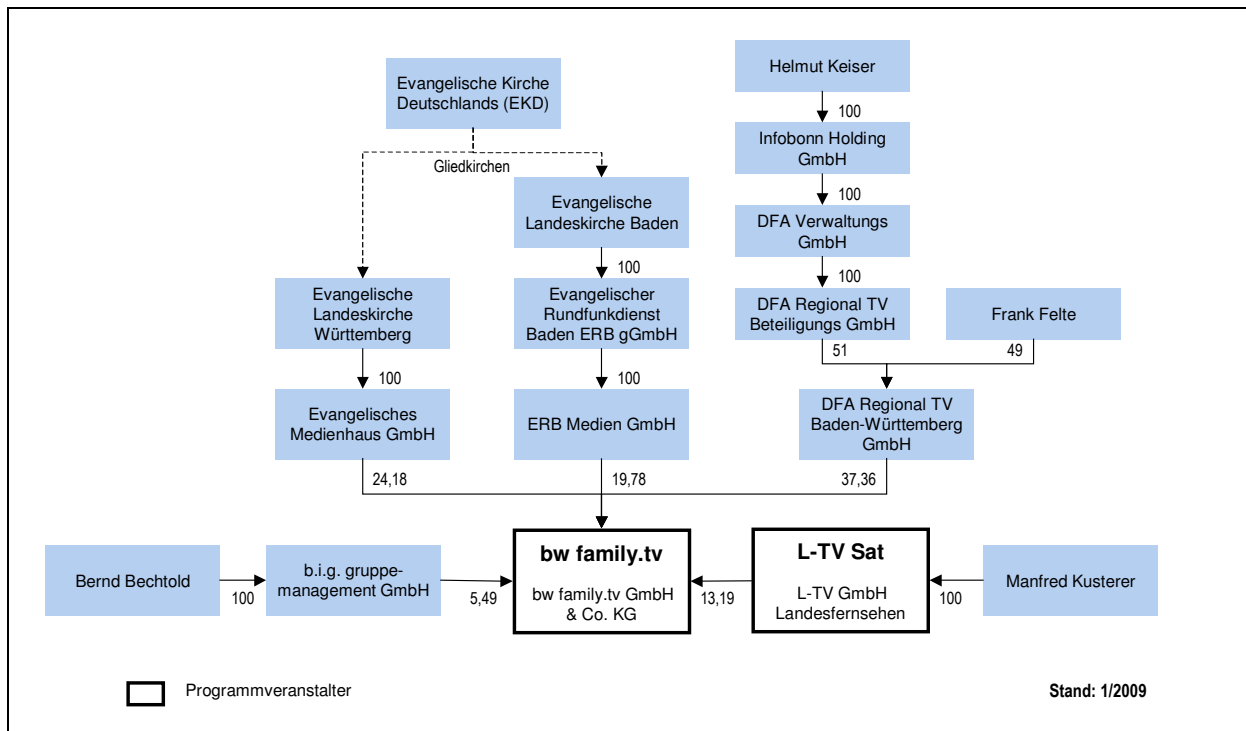 Evangelische Kirche
Deutschlands (EKD)
Helmut Keiser
100
Infobonn Holding
GmbH
Gliedkirchen
100
Evangelische
Landeskirche Baden
DFA Verwaltungs
GmbH
100
100
Evangelische
Landeskirche
Württemberg
Evangelischer
Rundfunkdienst
Baden ERB gGmbH
DFA Regional TV
Beteiligungs GmbH
Frank Felte
51
49
100
100
Evangelisches
Medienhaus GmbH
ERB Medien GmbH
DFA Regional TV
Baden-Württemberg
GmbH
24,18
19,78
37,36
Bernd Bechtold
100
b.i.g. gruppe-
management GmbH
5,49
bw family.tv
bw family.tv GmbH
& Co. KG
13,19
L-TV Sat
L-TV GmbH
Landesfernsehen
100
Manfred Kusterer
Programmveranstalter
Stand: 1/2009